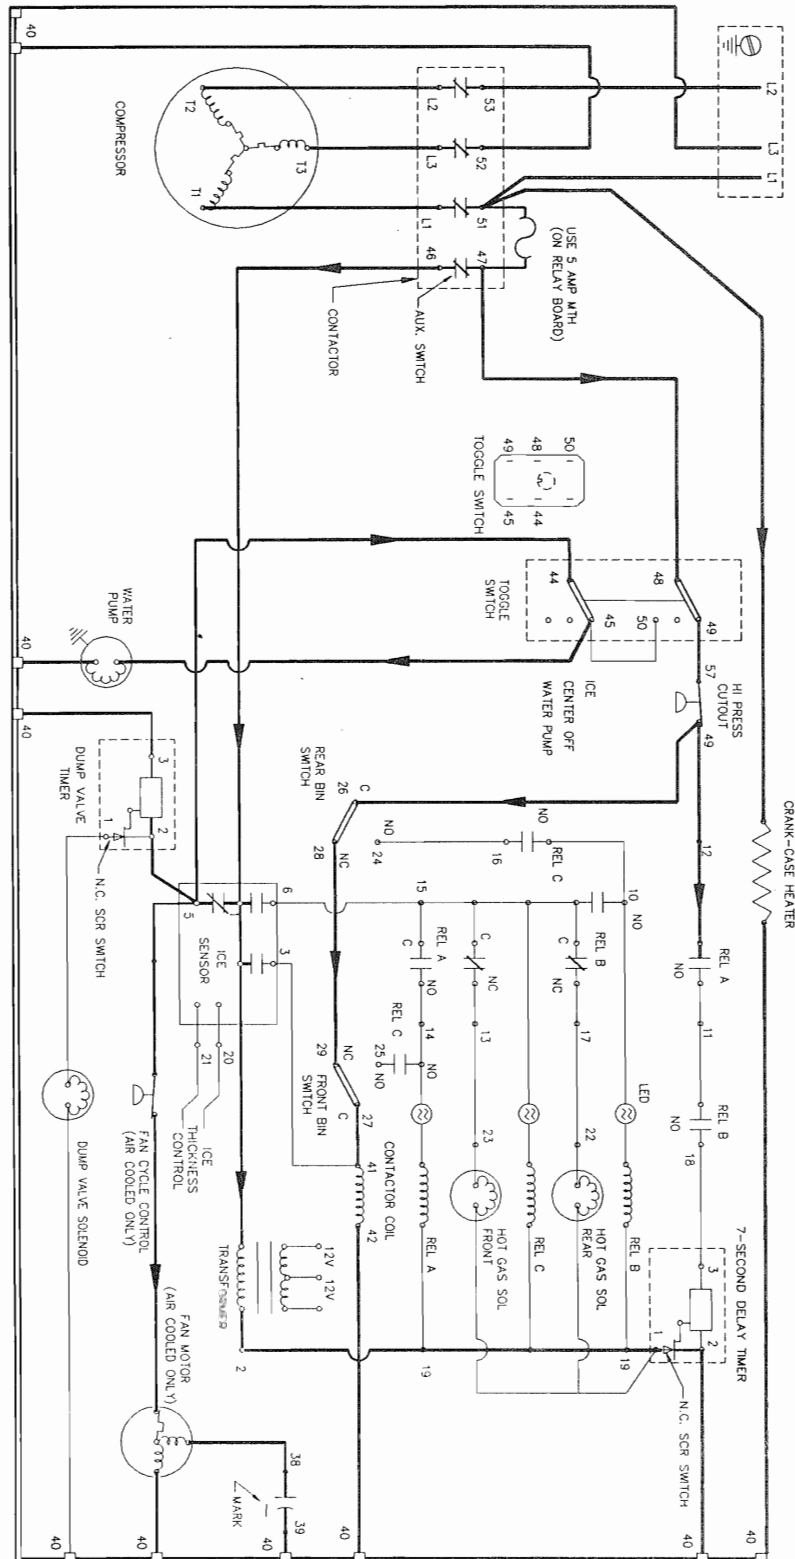 L2
L3
L1
40
40
T2
T3
T1
COMPRESSOR
L2
53
L3
52
L1
51
46
47
USE 5 AMP MTH
(ON RELAY BOARD)
AUX. SWITCH
CONTACTOR
50
48
49
44
45
TOGGLE SWITCH
TOGGLE
SWITCH
44
45
48
49
50
ICE
CENTER OFF
WATER PUMP
57
HI PRESS
CUTOUT
49
WATER
PUMP
40
40
DUMP VALVE
TIMER
3
2
1
N.C. SCR SWITCH
REAR BIN
SWITCH
26
C
28
NC
NO
24
16
NO
REL C
12
CRANK-CASE HEATER
10
NO
15
6
5
3
ICE
SENSOR
20
21
ICE
THICKNESS
CONTROL
REL A
C
NO
14
REL C
25
NO
NO
C
NC
13
REL B
C
NC
17
REL A
NO
11
REL B
NO
18
NC
29
FRONT BIN
SWITCH
C
27
41
CONTACTOR COIL
42
REL A
23
HOT GAS SOL
FRONT
REL C
22
HOT GAS SOL
REAR
LED
REL B
7-SECOND DELAY TIMER
3
2
1
N.C. SCR SWITCH
19
19
2
12V
12V
TRANSFORMER
FAN CYCLE CONTROL
(AIR COOLED ONLY)
DUMP VALVE SOLENOID
FAN MOTOR
(AIR COOLED ONLY)
38
39
MARK
40
40
40
40
40